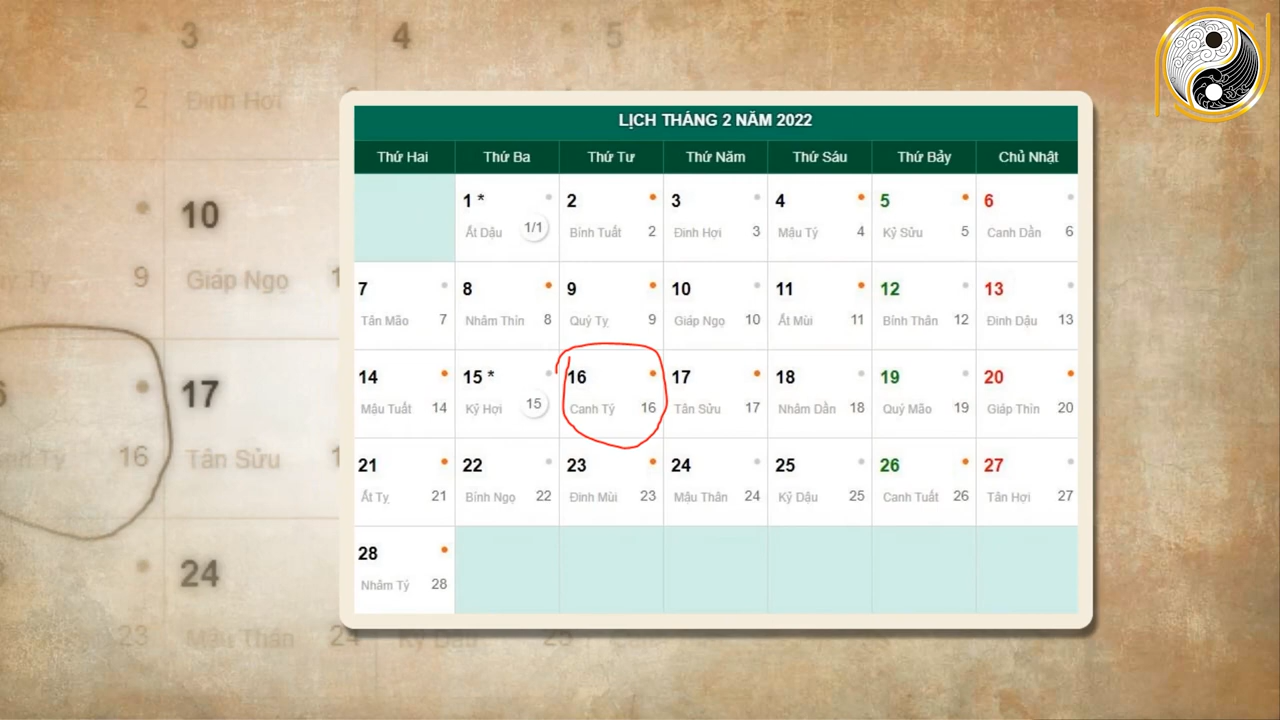 3 4 5
2 Đinh Hợi
LỊCH THÁNG 2 NĂM 2022
Thứ Hai Thứ Ba Thứ Tư Thứ Năm Thứ Sáu Thứ Bảy Chủ Nhật
1 * 2 3 4 5 6
Ất Dậu 1/1 Bính Tuất 2 Đinh Hợi 3 Mậu Tý 4 Kỷ Sửu 5 Canh Dần 6
10
9 Giáp Ngọ
7 8 9 10 11 12 13
Tân Mão 7 Nhâm Thìn 8 Quý Tỵ 9 Giáp Ngọ 10 Ất Mùi 11 Bính Thân 12 Đinh Dậu 13
17
16 Tân Sửu
14 15 * 16 17 18 19 20
Mậu Tuất 14 Kỷ Hợi 15 Canh Tý 16 Tân Sửu 17 Nhâm Dần 18 Quý Mão 19 Giáp Thìn 20
21 22 23 24 25 26 27
Ất Tỵ 21 Bính Ngọ 22 Đinh Mùi 23 Mậu Thân 24 Kỷ Dậu 25 Canh Tuất 26 Tân Hợi 27
24
28
Nhâm Tý 28
23 Mậu Thân 24 Kỷ Dậu 25